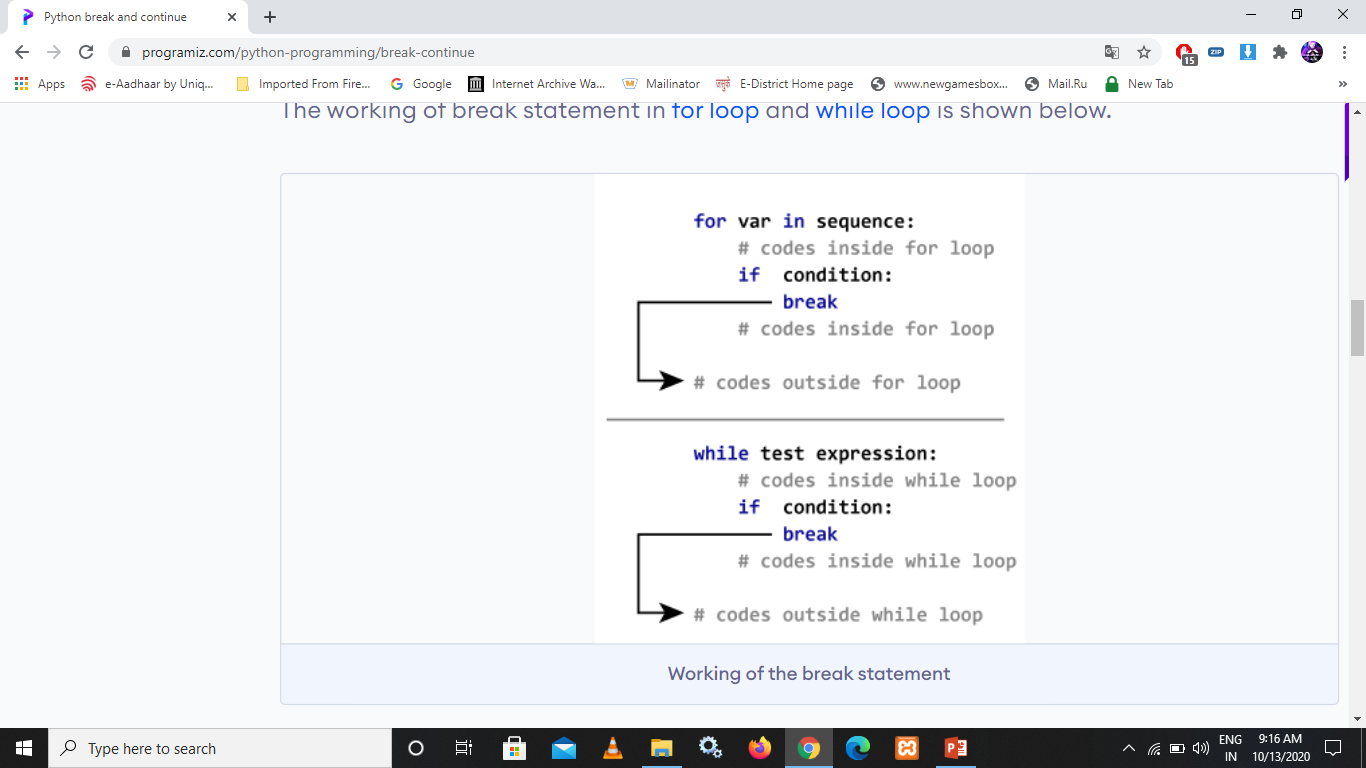 Python break and continue
programiz.com/python-programming/break-continue
15
ZIP
Apps e-Aadhaar by Uniq... Imported From Fire... Google Internet Archive Wa... Mailinator E-District Home page www.newgamesbox... Mail.Ru New Tab »
The working of break statement in for loop and while loop is shown below.
for var in sequence:
# codes inside for loop
if condition:
break
# codes inside for loop
# codes outside for loop
while test expression:
# codes inside while loop
if condition:
break
# codes inside while loop
# codes outside while loop
Working of the break statement
Type here to search
ENG 9:16 AM
IN 10/13/2020